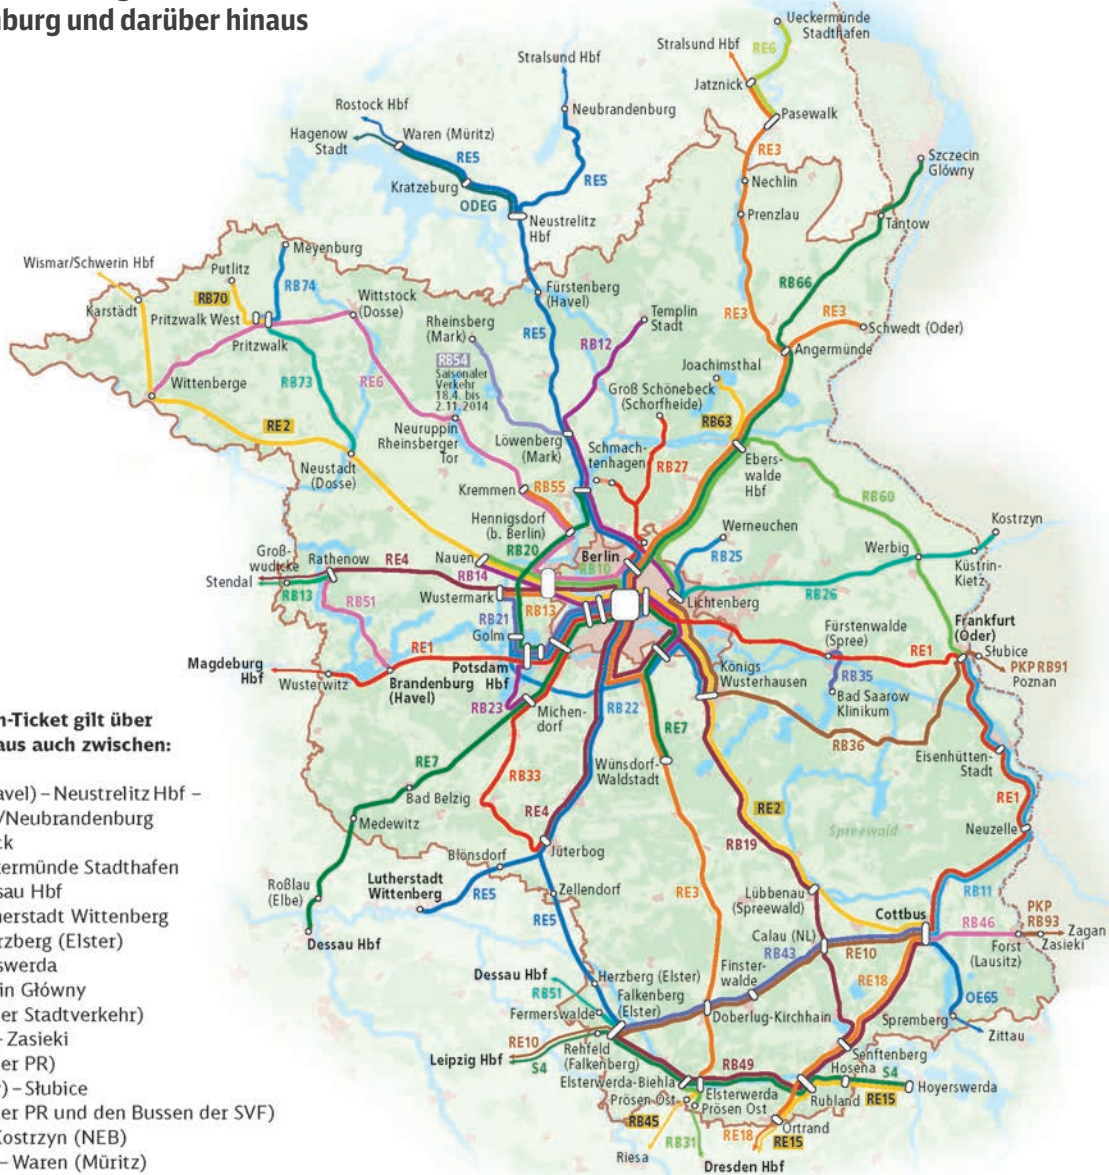 nburg und darüber hinaus
Ueckermünde
Stadthafen
Stralsund Hbf
RE6
Stralsund Hbf
Jatznick
Rostock Hbf
Neubrandenburg
Pasewalk
Hagenow
Stadt
Waren (Müritz)
RE5
RE3
Szczecin
Główny
Kratzeburg
RE5
Nechlin
ODEG
Neustrelitz
Hbf
Prenzlau
Tantow
Meyenburg
Wismar/Schwerin Hbf
Putlitz
RB74
Fürstenberg
(Havel)
RB66
RB70
Wittstock
(Dosse)
Karstädt
Pritzwalk West
Templin
Stadt
RE3
RE3
Rheinsberg
(Mark)
RE5
Schwedt (Oder)
Pritzwalk
RB12
Angermünde
RB54
Saisonaler
Verkehr
18.4. bis
2.11.2014
Joachimsthal
Wittenberge
RB73
RE6
Groß Schönebeck
(Schorfheide)
RE2
RB63
Neuruppin
Rheinsberger
Tor
Löwenberg
(Mark)
Schmach-
tenhagen
Ebers-
walde
Hbf
Neustadt
(Dosse)
RB27
Kremmen
RB55
RB60
Hennigsdorf
(b. Berlin)
Werneuchen
Kostrzyn
Groß-
wudicke
Rathenow
RE4
Nauen
RB20
Berlin
RB25
Werbig
Küstrin-
Kietz
Stendal
RB13
RB14
RB10
RB26
RB51
Wustermark
RB13
Lichtenberg
RB21
Golm
Fürstenwalde
(Spree)
Frankfurt
(Oder)
Słubice
RE1
RE1
Magdeburg
Hbf
Wusterwitz
Brandenburg
(Havel)
Potsdam
Hbf
Königs
Wusterhausen
RB35
PKP RB91
Poznan
Bad Saarow
Klinikum
RB23
Michen-
dorf
RB22
n-Ticket gilt über
aus auch zwischen:
RE7
RB36
RE7
Wünsdorf-
Waldstadt
Eisenhütten-
Stadt
RB33
avel) – Neustrelitz Hbf –
Bad Belzig
RE4
RE2
RE1
/Neubrandenburg
Medewitz
Spreewald
Neuzelle
ck
RB19
Blönsdorf
Jüterbog
kermünde Stadthafen
sau Hbf
Roßlau
(Elbe)
Lutherstadt
Wittenberg
RE5
Zellendorf
RE3
Lübbenau
(Spreewald)
RB11
herstadt Wittenberg
RE5
Cottbus
RB46
PKP
RB93
Zagan
Zasieki
rzberg (Elster)
Dessau Hbf
Calau (NL)
RB43
RE10
Forst
(Lausitz)
swerda
Dessau Hbf
RB51
Herzberg (Elster)
Finster-
walde
RE18
in Główny
Falkenberg
(Elster)
OE65
er Stadtverkehr)
Fermerswalde
Doberlug-Kirchhain
Spremberg
Zittau
– Zasieki
RE10
Rehfeld
(Falkenberg)
Senftenberg
er PR)
Leipzig Hbf
S4
RB49
Hosena
S4
r) – Słubice
Elsterwerda-Biehla
Elsterwerda
Ruhland
RE15
Hoyerswerda
er PR und den Bussen der SVF)
Prösen Ost
Prösen Ost
Kostrzyn (NEB)
RB45
RB31
RE18
RE15
Ortrand
– Waren (Müritz)
Riesa
Dresden Hbf